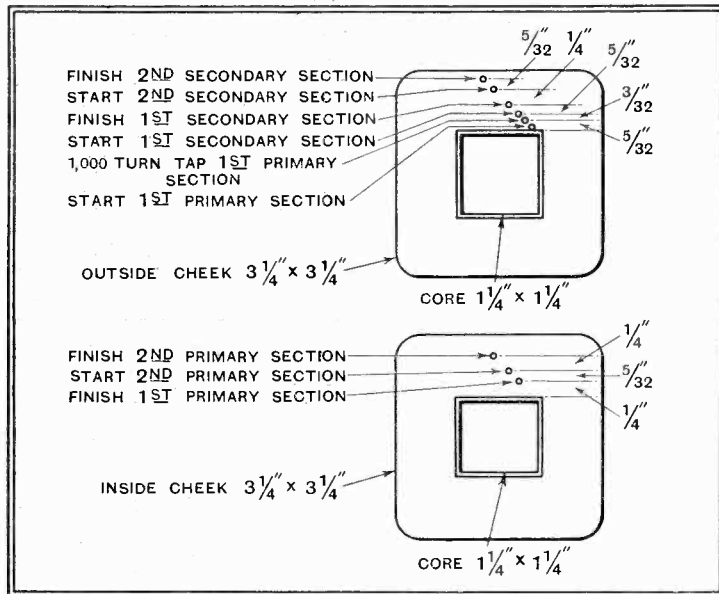 5/32" 1/4"
FINISH 2ND SECONDARY SECTION 5/32"
START 2ND SECONDARY SECTION
FINISH 1ST SECONDARY SECTION 3/32"
START 1ST SECONDARY SECTION
1,000 TURN TAP 1ST PRIMARY 5/32"
SECTION
START 1ST PRIMARY SECTION
OUTSIDE CHEEK 3 1/4" × 3 1/4"
CORE 1 1/4" × 1 1/4"
FINISH 2ND PRIMARY SECTION 1/4"
START 2ND PRIMARY SECTION 5/32"
FINISH 1ST PRIMARY SECTION
1/4"
INSIDE CHEEK 3 1/4" × 3 1/4"
CORE 1 1/4" × 1 1/4"